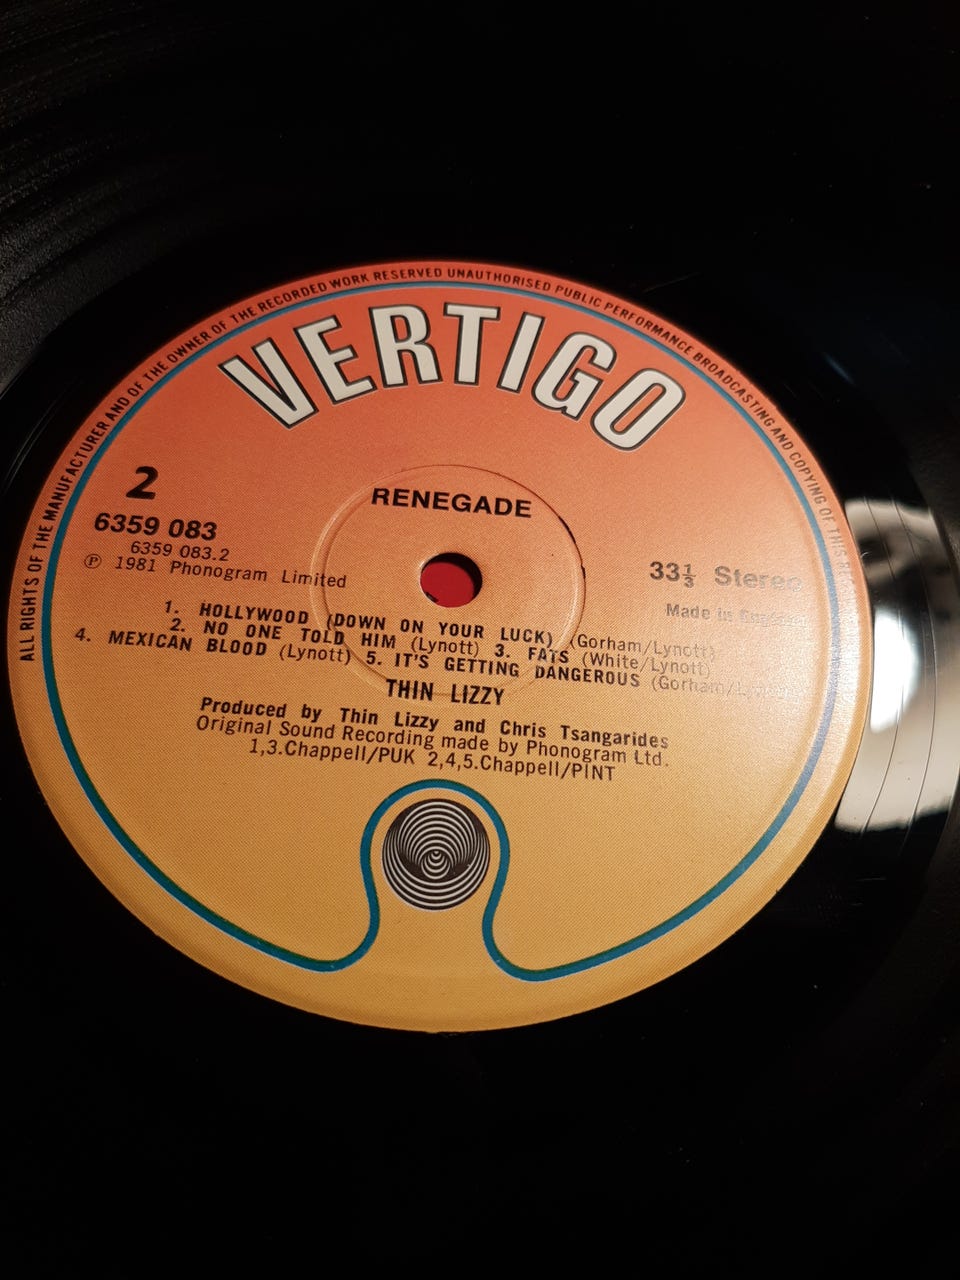 ALL RIGHTS OF THE MANUFACTURER AND OF THE OWNER OF THE RECORDED WORK RESERVED UNAUTHORISED PUBLIC PERFORMANCE BROADCASTING AND COPYING OF THIS
VERTIGO
2
RENEGADE
6359 083
6359 083.2
℗ 1981 Phonogram Limited
33⅓ Stereo
Made in England
1. HOLLYWOOD (DOWN ON YOUR LUCK) (Gorham/Lynott)
2. NO ONE TOLD HIM (Lynott) 3. FATS (White/Lynott)
4. MEXICAN BLOOD (Lynott) 5. IT'S GETTING DANGEROUS (Gorham/
THIN LIZZY
Produced by Thin Lizzy and Chris Tsangarides
Original Sound Recording made by Phonogram Ltd.
1,3.Chappell/PUK 2,4,5.Chappell/PINT